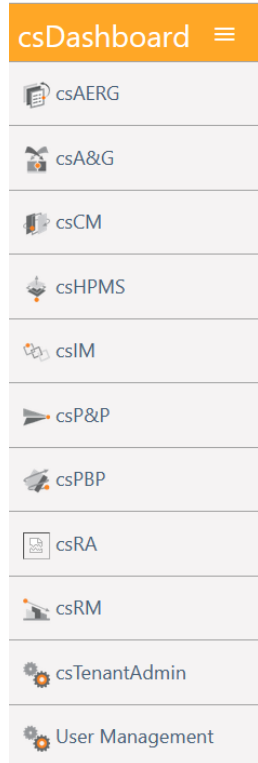 csDashboard
csAERG
csA&G
csCM
csHPMS
csIM
csP&P
csPBP
csRA
csRM
csTenantAdmin
User Management